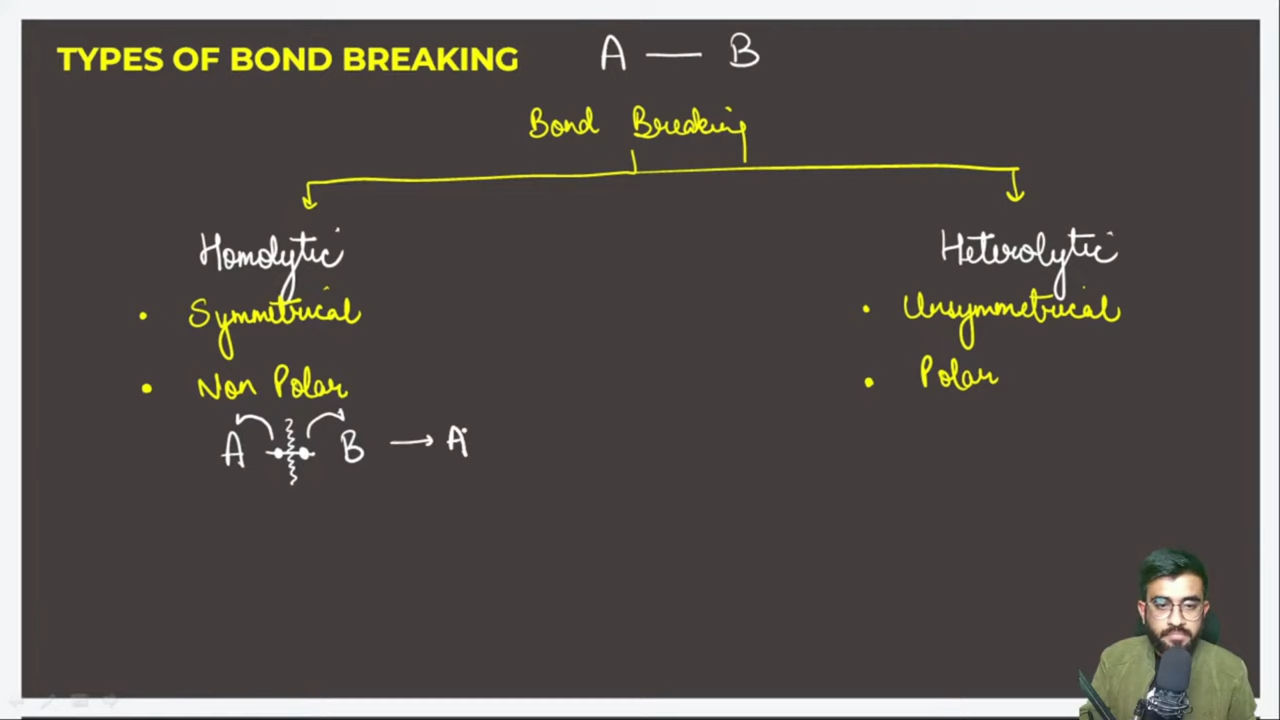 TYPES OF BOND BREAKING A — B
Bond Breaking
Homolytic
• Symmetrical
• Non Polar
A B → A·
Heterolytic
• Unsymmetrical
• Polar